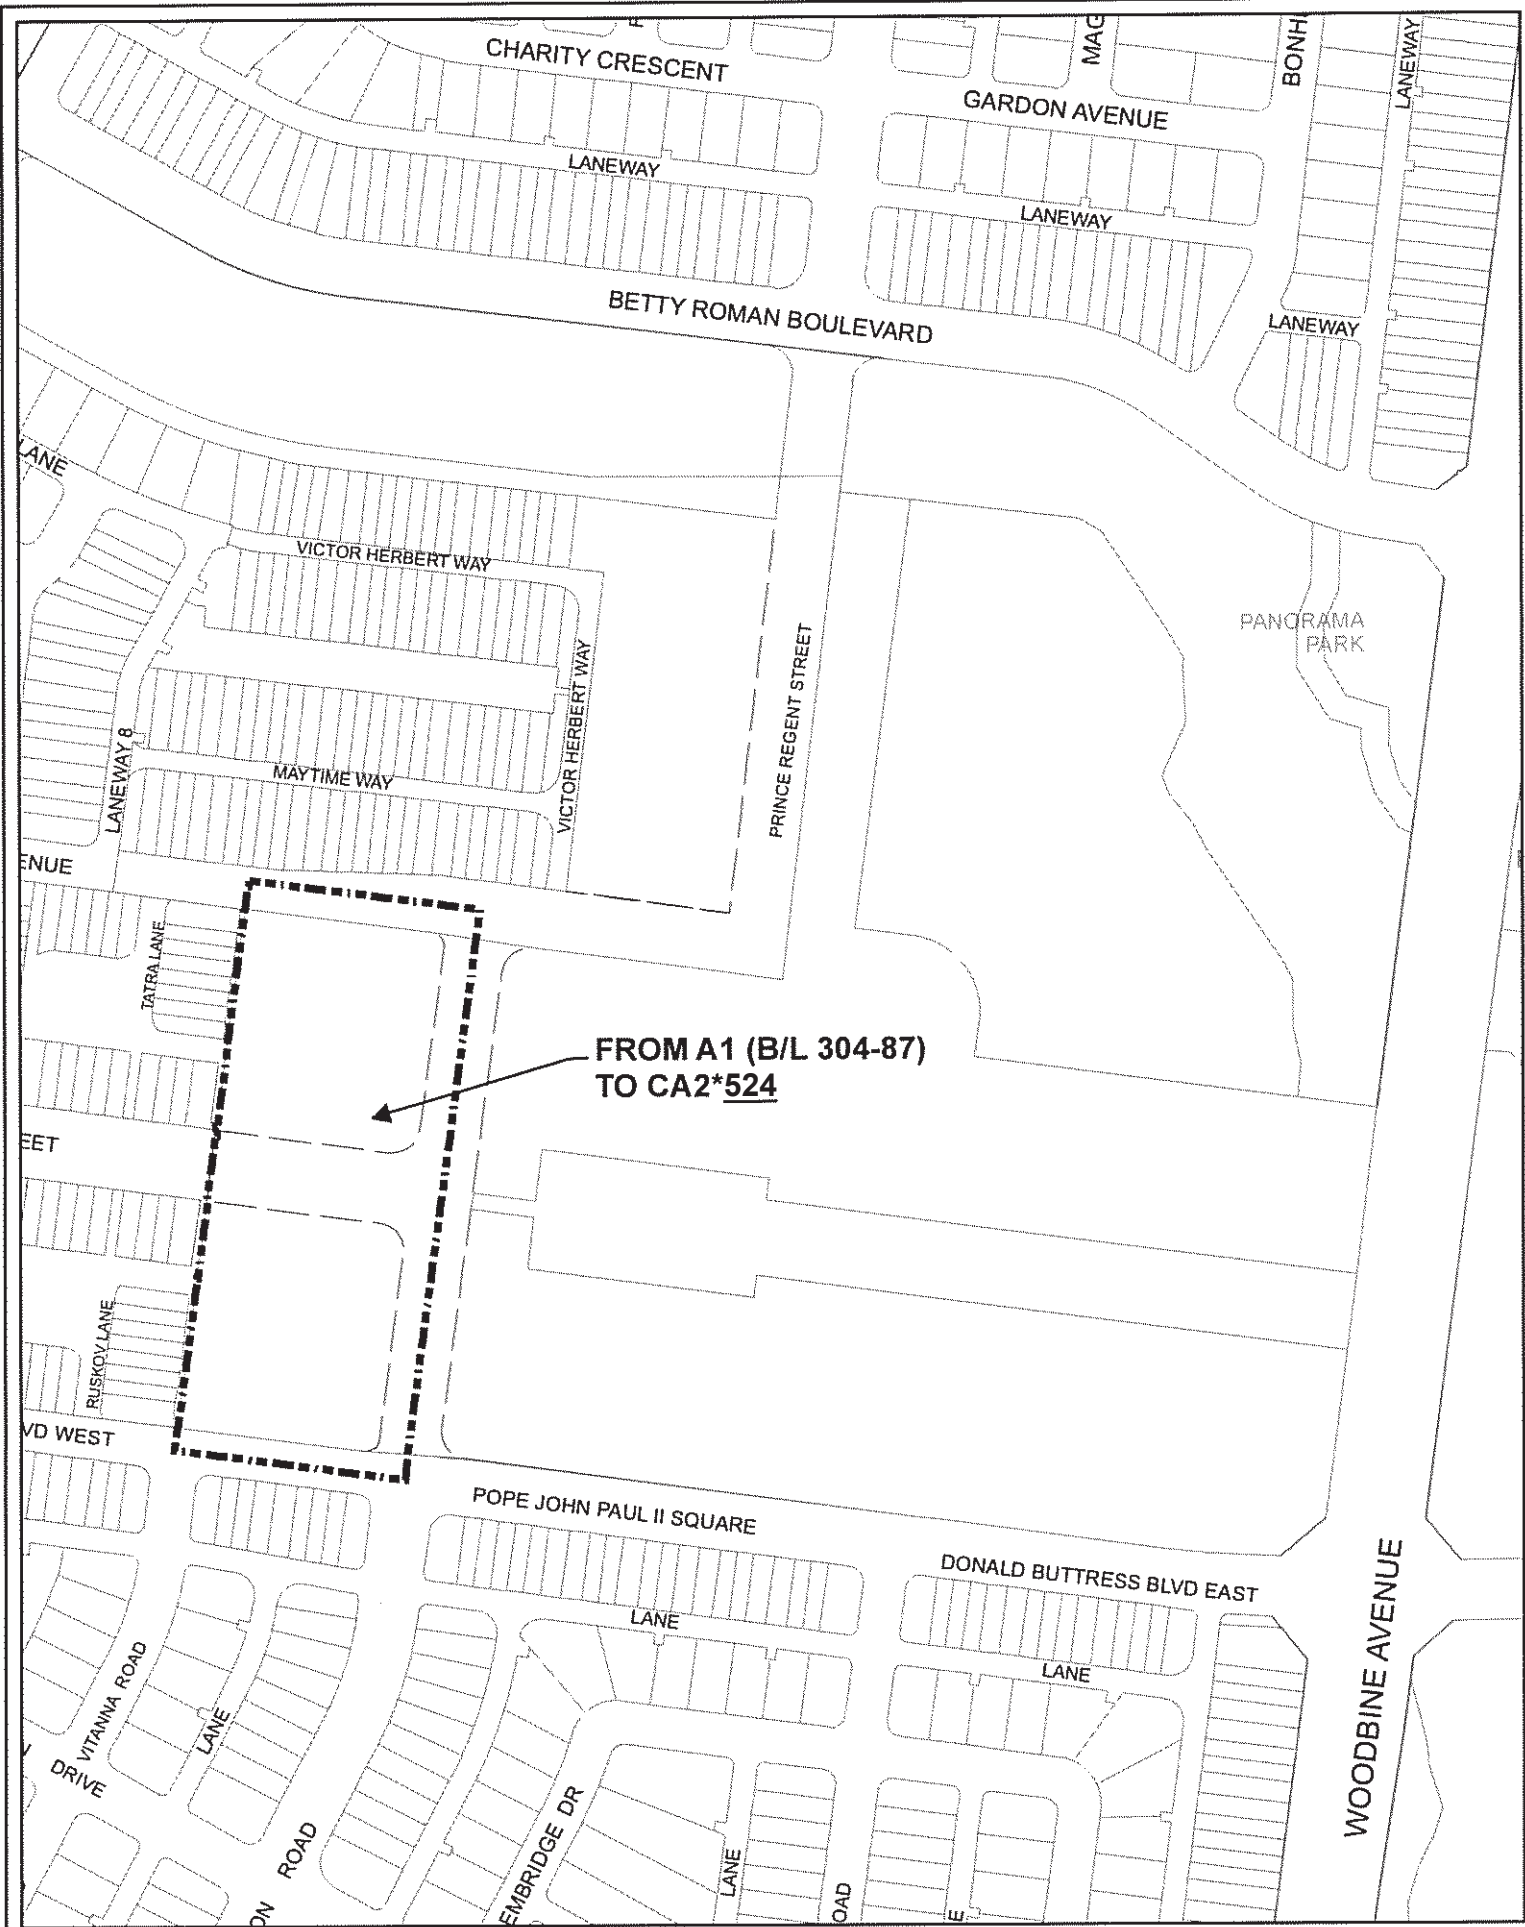 CHARITY CRESCENT
MAG
BONH
LANEWAY
GARDON AVENUE
LANEWAY
LANEWAY
BETTY ROMAN BOULEVARD
LANEWAY
LANE
VICTOR HERBERT WAY
PANORAMA
PARK
VICTOR HERBERT WAY
PRINCE REGENT STREET
LANEWAY 8
MAYTIME WAY
ENUE
TATRA LANE
FROM A1 (B/L 304-87)
TO CA2*524
EET
RUSKOV LANE
VD WEST
POPE JOHN PAUL II SQUARE
DONALD BUTTRESS BLVD EAST
WOODBINE AVENUE
LANE
LANE
VITANNA ROAD
LANE
DRIVE
ROAD
ON
EMBRIDGE DR
LANE
OAD
E